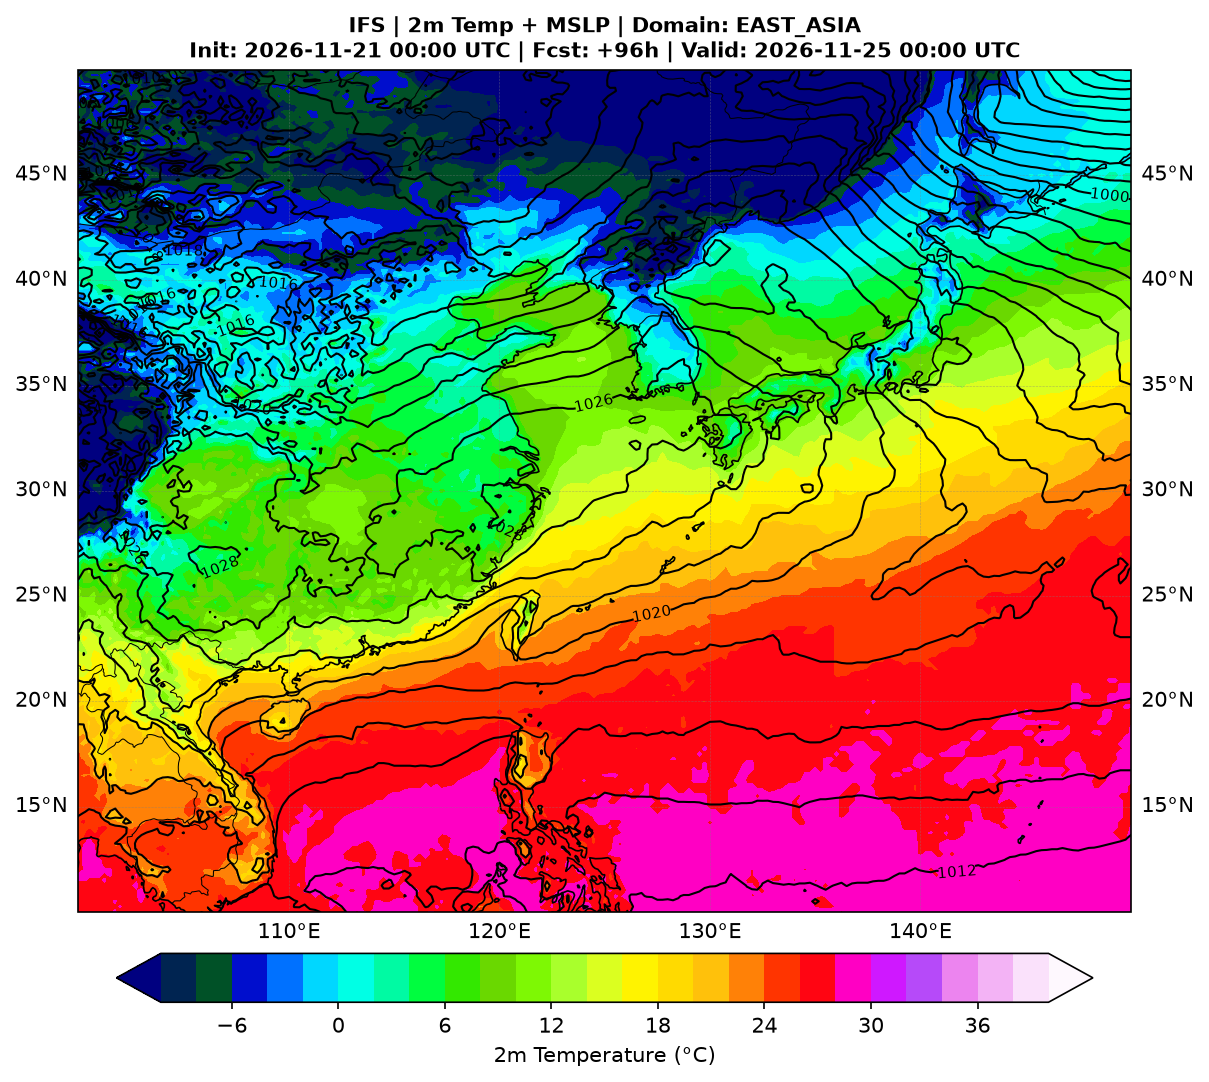 IFS | 2m Temp + MSLP | Domain: EAST_ASIA
Init: 2026-11-21 00:00 UTC | Fcst: +96h | Valid: 2026-11-25 00:00 UTC
45°N 45°N
1000
1018
40°N 40°N
1016
1016
1016
35°N 35°N
1026
1020
30°N 30°N
1028
1028
25°N 25°N
1020
20°N 20°N
15°N 15°N
1012
110°E 120°E 130°E 140°E
−6 0 6 12 18 24 30 36
2m Temperature (°C)